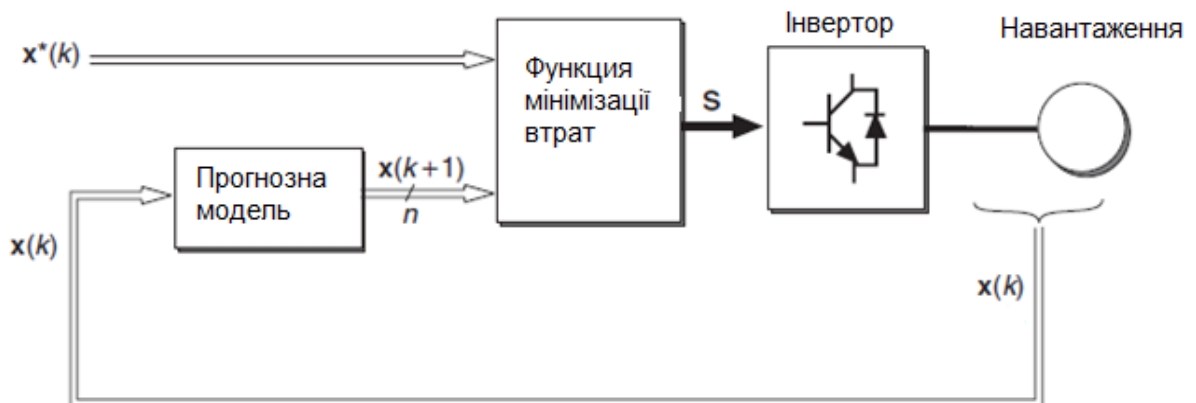 x*(k)
Функция
мінімізації
втрат
S
Інвертор
Навантаження
Прогнозна
модель
x(k+1)
n
x(k)
x(k)